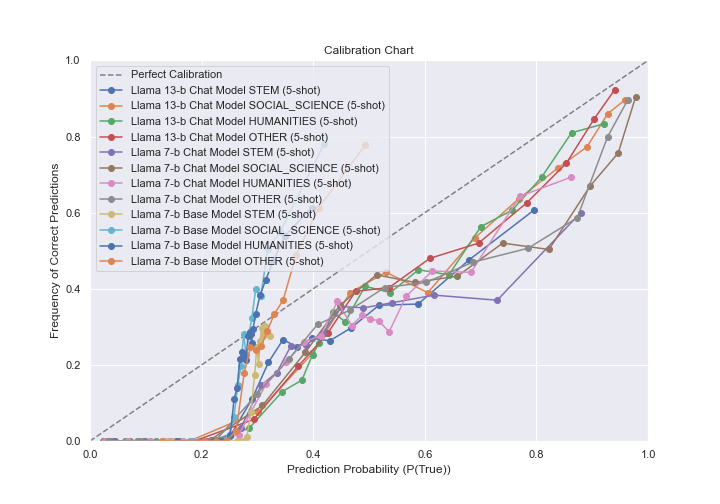 Calibration Chart
1.0
0.8
0.6
0.4
0.2
0.0
Frequency of Correct Predictions
Perfect Calibration
Llama 13-b Chat Model STEM (5-shot)
Llama 13-b Chat Model SOCIAL_SCIENCE (5-shot)
Llama 13-b Chat Model HUMANITIES (5-shot)
Llama 13-b Chat Model OTHER (5-shot)
Llama 7-b Chat Model STEM (5-shot)
Llama 7-b Chat Model SOCIAL_SCIENCE (5-shot)
Llama 7-b Chat Model HUMANITIES (5-shot)
Llama 7-b Chat Model OTHER (5-shot)
Llama 7-b Base Model STEM (5-shot)
Llama 7-b Base Model SOCIAL_SCIENCE (5-shot)
Llama 7-b Base Model HUMANITIES (5-shot)
Llama 7-b Base Model OTHER (5-shot)
0.0 0.2 0.4 0.6 0.8 1.0
Prediction Probability (P(True))